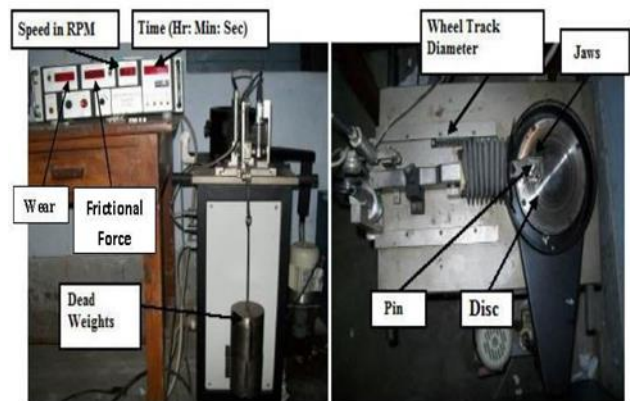 Speed in RPM
Time (Hr: Min: Sec)
Wear
Frictional
Force
Dead
Weights
Wheel Track
Diameter
Jaws
Pin
Disc